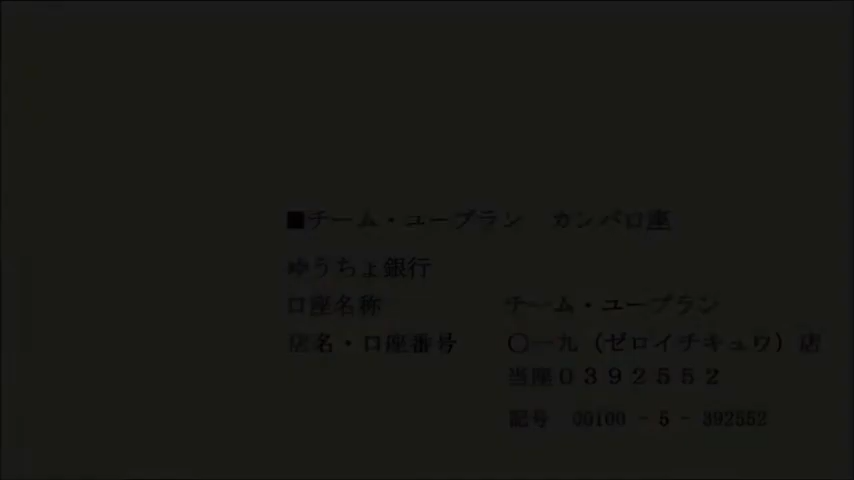 ■チーム・ユープラン　カンパ口座
ゆうちょ銀行
口座名称　チーム・ユープラン
店名・口座番号　〇一九（ゼロイチキュウ）店
当座０３９２５５２
記号　00100 - 5 - 392552